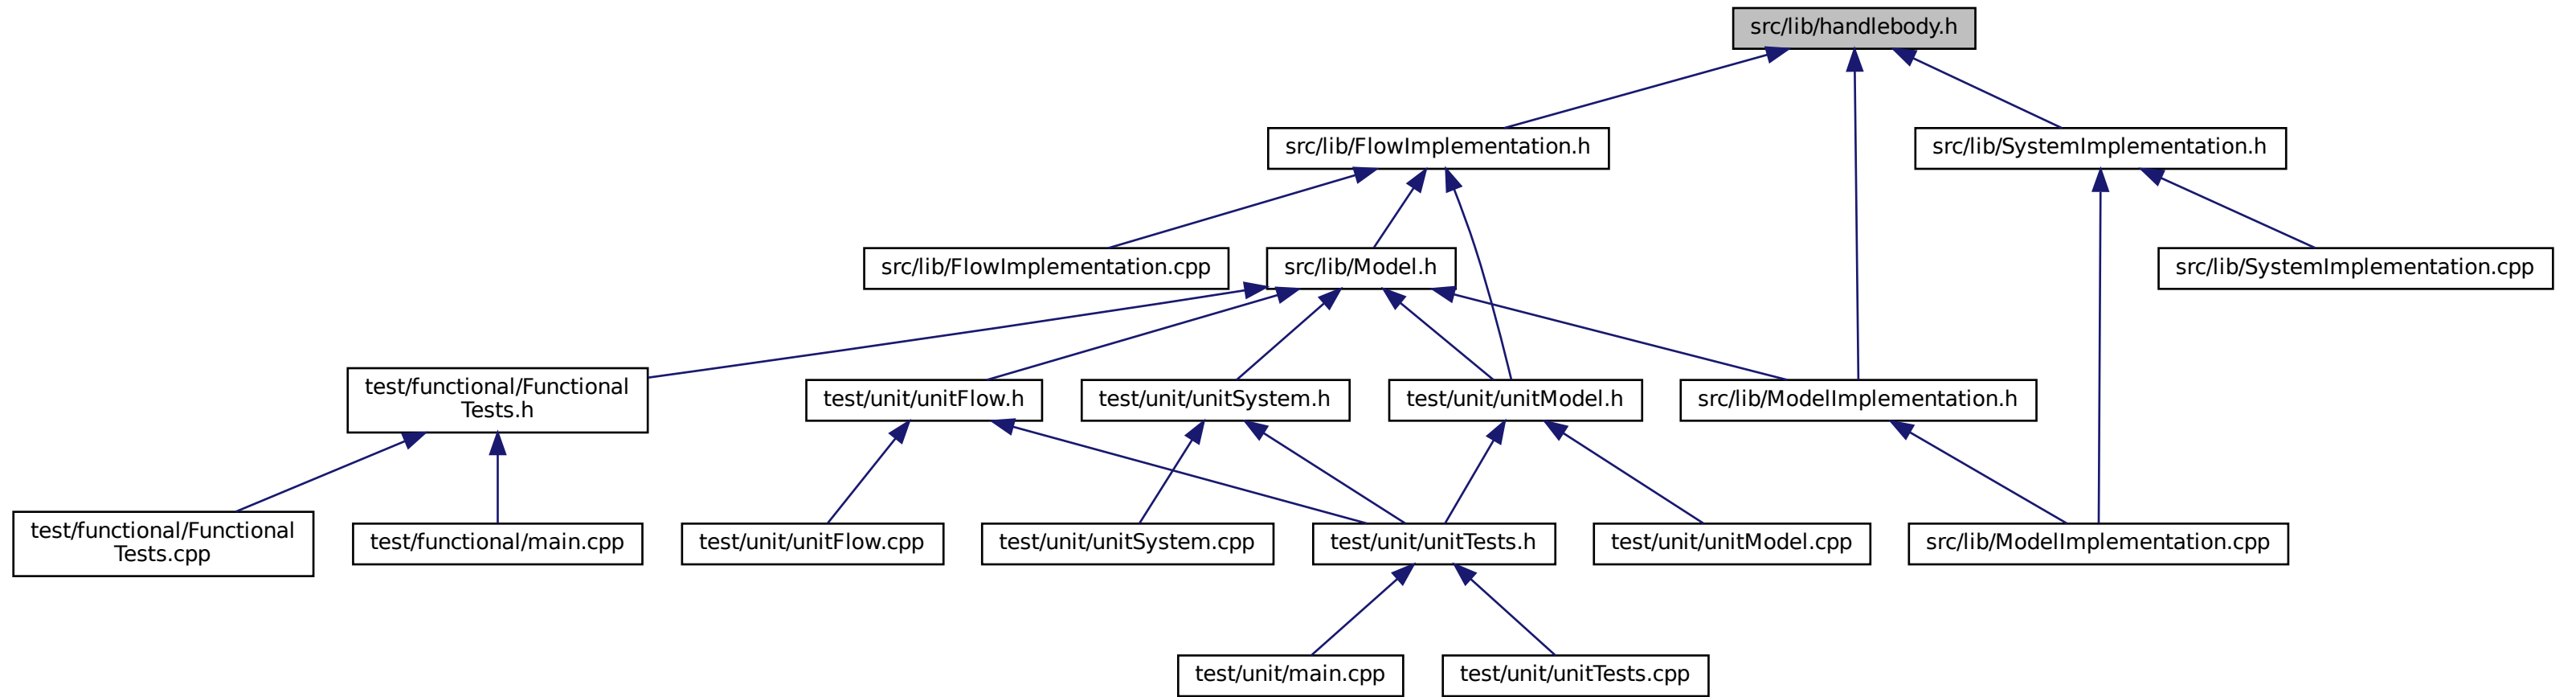 src/lib/handlebody.h
src/lib/FlowImplementation.h
src/lib/SystemImplementation.h
src/lib/FlowImplementation.cpp
src/lib/Model.h
src/lib/SystemImplementation.cpp
test/functional/Functional
Tests.h
test/unit/unitFlow.h
test/unit/unitSystem.h
test/unit/unitModel.h
src/lib/ModelImplementation.h
test/functional/Functional
Tests.cpp
test/functional/main.cpp
test/unit/unitFlow.cpp
test/unit/unitSystem.cpp
test/unit/unitTests.h
test/unit/unitModel.cpp
src/lib/ModelImplementation.cpp
test/unit/main.cpp
test/unit/unitTests.cpp